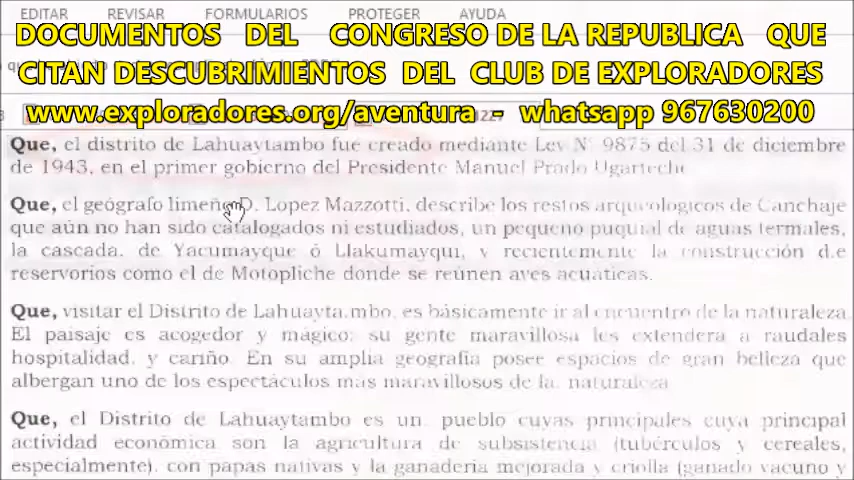 EDITAR REVISAR FORMULARIOS PROTEGER AYUDA
DOCUMENTOS DEL CONGRESO DE LA REPUBLICA QUE
CITAN DESCUBRIMIENTOS DEL CLUB DE EXPLORADORES
www.exploradores.org/aventura - whatsapp 967630200
Que, el distrito de Lahuaytambo fue creado mediante Ley N° 9875 del 31 de diciembre
de 1943, en el primer gobierno del Presidente Manuel Prado Ugarteche
Que, el geógrafo limeño D. Lopez Mazzotti, describe los restos arqueologicos de Canchaje
que aún no han sido catalogados ni estudiados, un pequeno puquial de aguas termales,
la cascada, de Yacumayque ó Llakumayqui, y recientemente la construcción d.e
reservorios como el de Motopliche donde se reúnen aves acuaticas.
Que, visitar el Distrito de Lahuayta.mbo, es básicamente ir al encuentro de la naturaleza.
El paisaje es acogedor y mágico; su gente maravillosa les extendera a raudales
hospitalidad, y cariño. En su amplia geografia posee espacios de gran belleza que
albergan uno de los espectáculos mas maravillosos de la, naturaleza
Que, el Distrito de Lahuaytambo es un pueblo cuyas principales cuya principal
actividad económica son la agricultura de subsistencia (tubérculos y cereales,
especialmente), con papas nativas y la ganaderia mejorada y criolla (ganado vacuno y